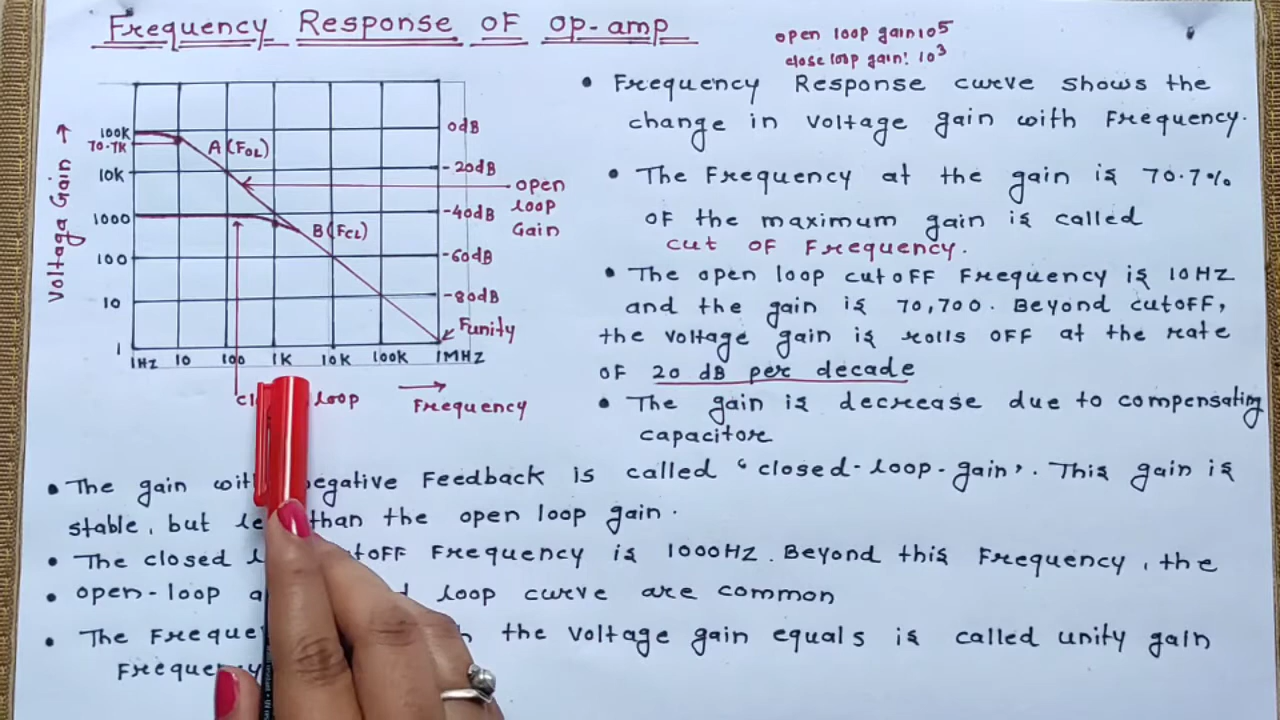 Frequency Response OF op-amp
open loop gain 10⁵
close loop gain: 10³
Voltaga Gain →
100K
70.7K
10K
1000
100
10
1
1HZ 10 100 1K 10K 100K 1MHZ
0dB
-20dB
-40dB
-60dB
-80dB
A (FOL)
B (FCL)
open loop Gain
Funity
loop
Frequency
• Frequency Response curve shows the
change in voltage gain with Frequency.
• The Frequency at the gain is 70.7%
of the maximum gain is called
cut of Frequency.
• The open loop cutoff Frequency is 10HZ
and the gain is 70,700. Beyond cutoff,
the voltage gain is rolls OFF at the rate
of 20 dB per decade
• The gain is decrease due to compensating
capacitor
• The gain with negative Feedback is called 'closed-loop-gain'. This gain is
stable, but than the open loop gain.
• The closed Frequency is 1000HZ. Beyond this Frequency, the
• open-loop loop curve are common
• The the voltage gain equals is called unity gain
Frequency